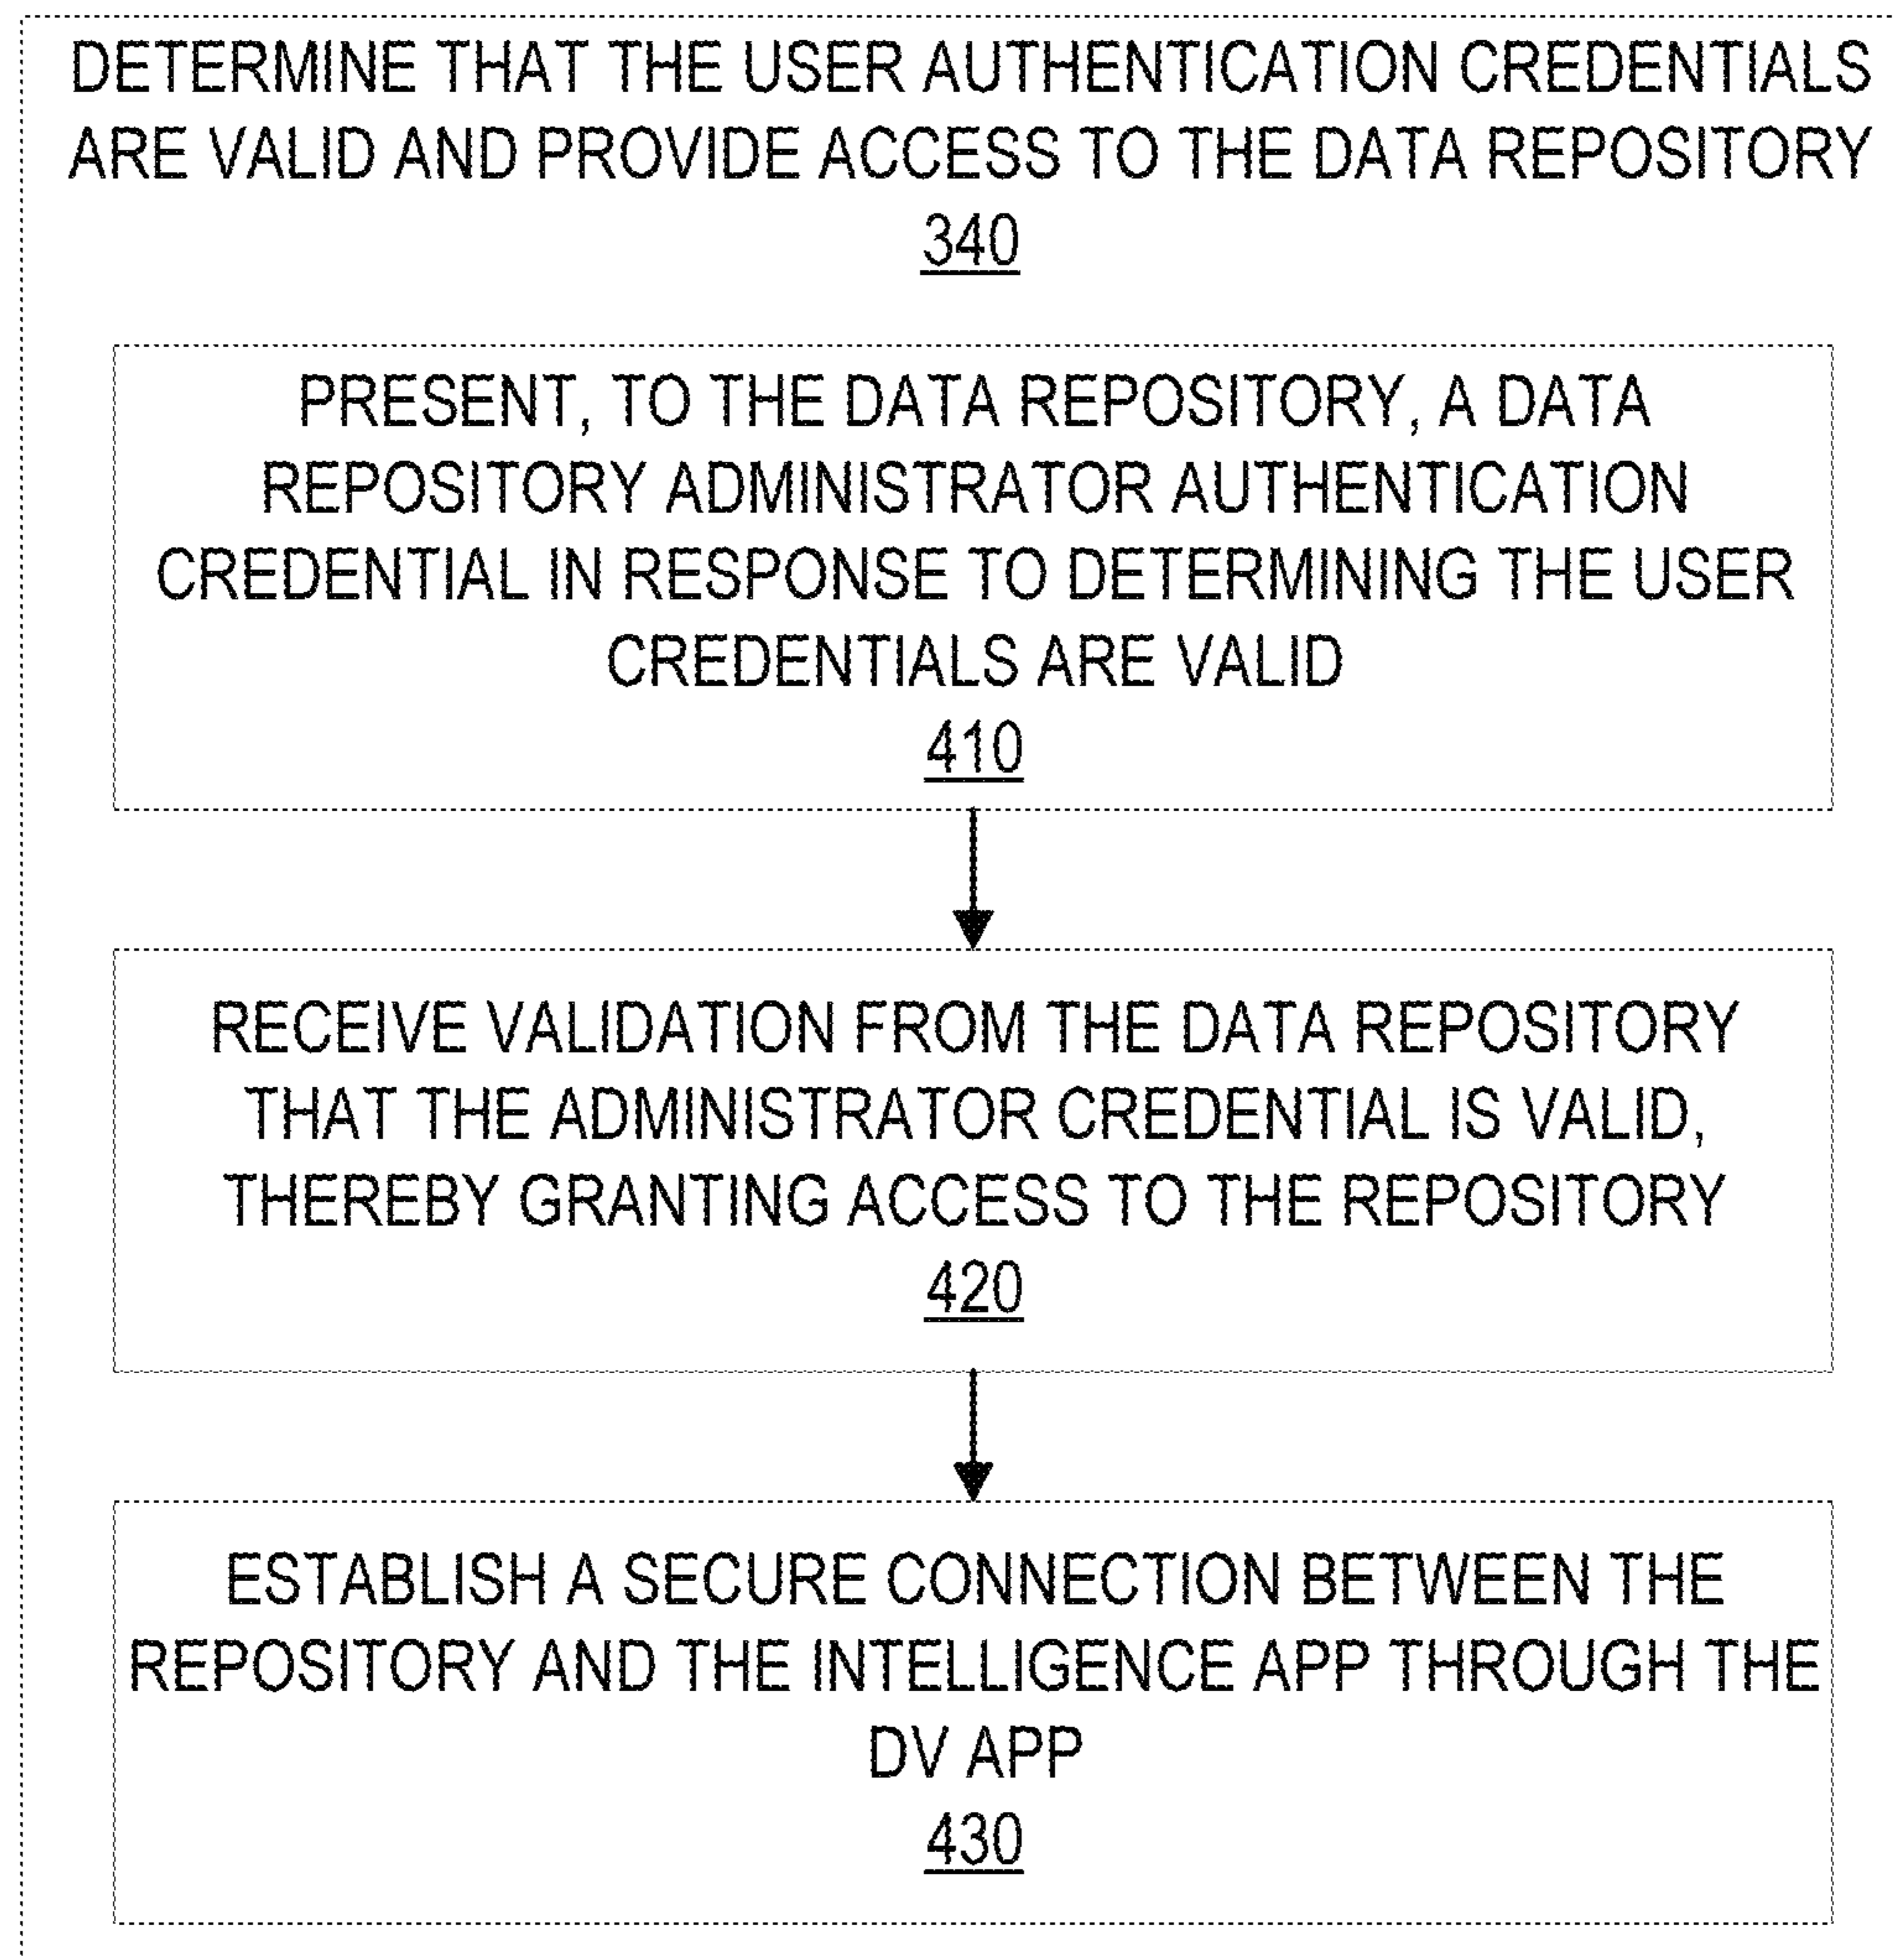 DETERMINE THAT THE USER AUTHENTICATION CREDENTIALS
ARE VALID AND PROVIDE ACCESS TO THE DATA REPOSITORY
340
PRESENT, TO THE DATA REPOSITORY, A DATA
REPOSITORY ADMINISTRATOR AUTHENTICATION
CREDENTIAL IN RESPONSE TO DETERMINING THE USER
CREDENTIALS ARE VALID
410
RECEIVE VALIDATION FROM THE DATA REPOSITORY
THAT THE ADMINISTRATOR CREDENTIAL IS VALID,
THEREBY GRANTING ACCESS TO THE REPOSITORY
420
ESTABLISH A SECURE CONNECTION BETWEEN THE
REPOSITORY AND THE INTELLIGENCE APP THROUGH THE
DV APP
430